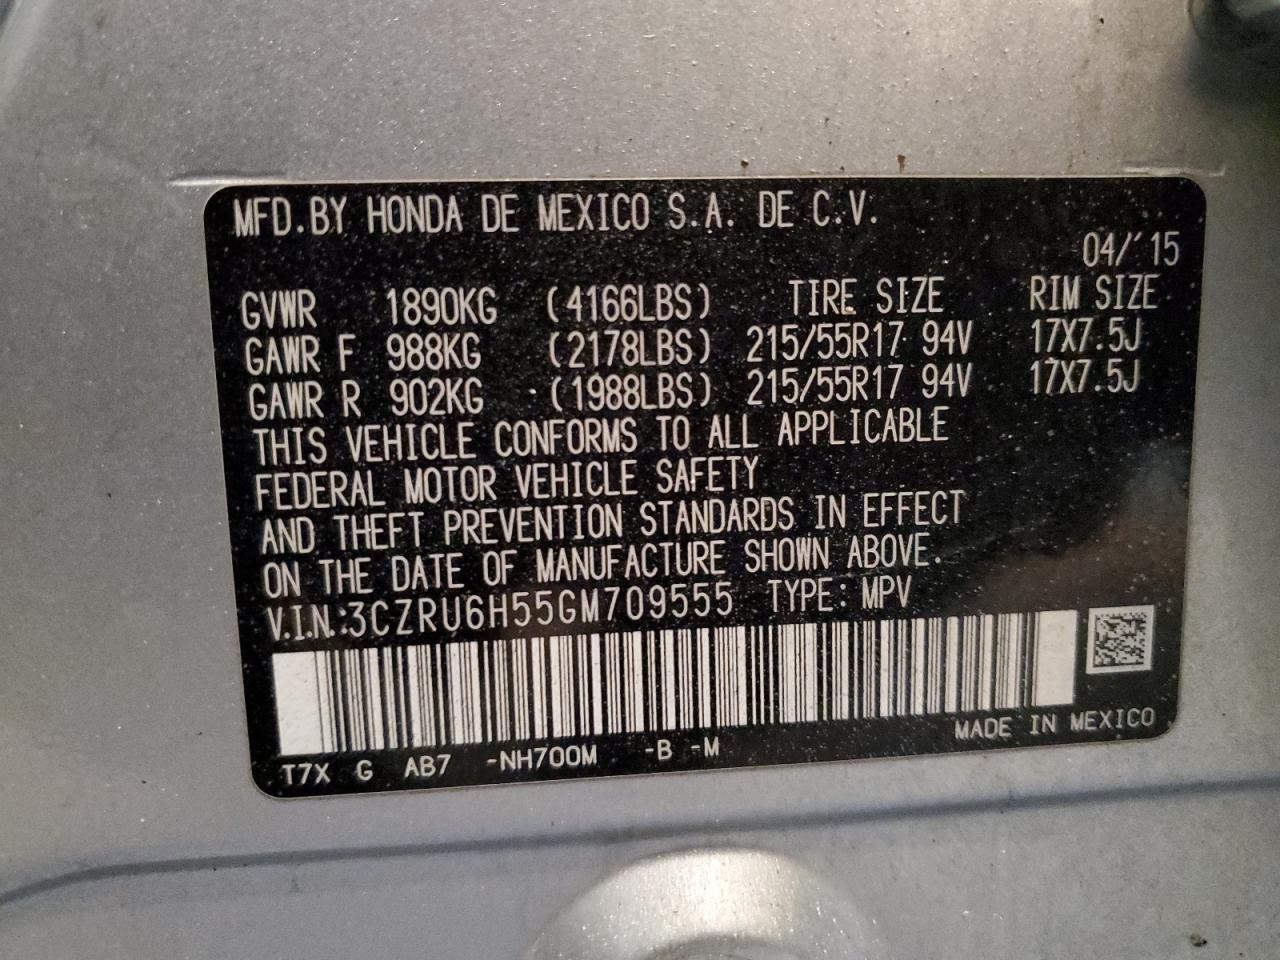 MFD.BY HONDA DE MEXICO S.A. DE C.V.
04/'15
GVWR 1890KG (4166LBS) TIRE SIZE RIM SIZE
GAWR F 988KG (2178LBS) 215/55R17 94V 17X7.5J
GAWR R 902KG (1988LBS) 215/55R17 94V 17X7.5J
THIS VEHICLE CONFORMS TO ALL APPLICABLE
FEDERAL MOTOR VEHICLE SAFETY
AND THEFT PREVENTION STANDARDS IN EFFECT
ON THE DATE OF MANUFACTURE SHOWN ABOVE.
V.I.N.:3CZRU6H55GM709555 TYPE: MPV
MADE IN MEXICO
T7X G AB7 -NH700M -B -M